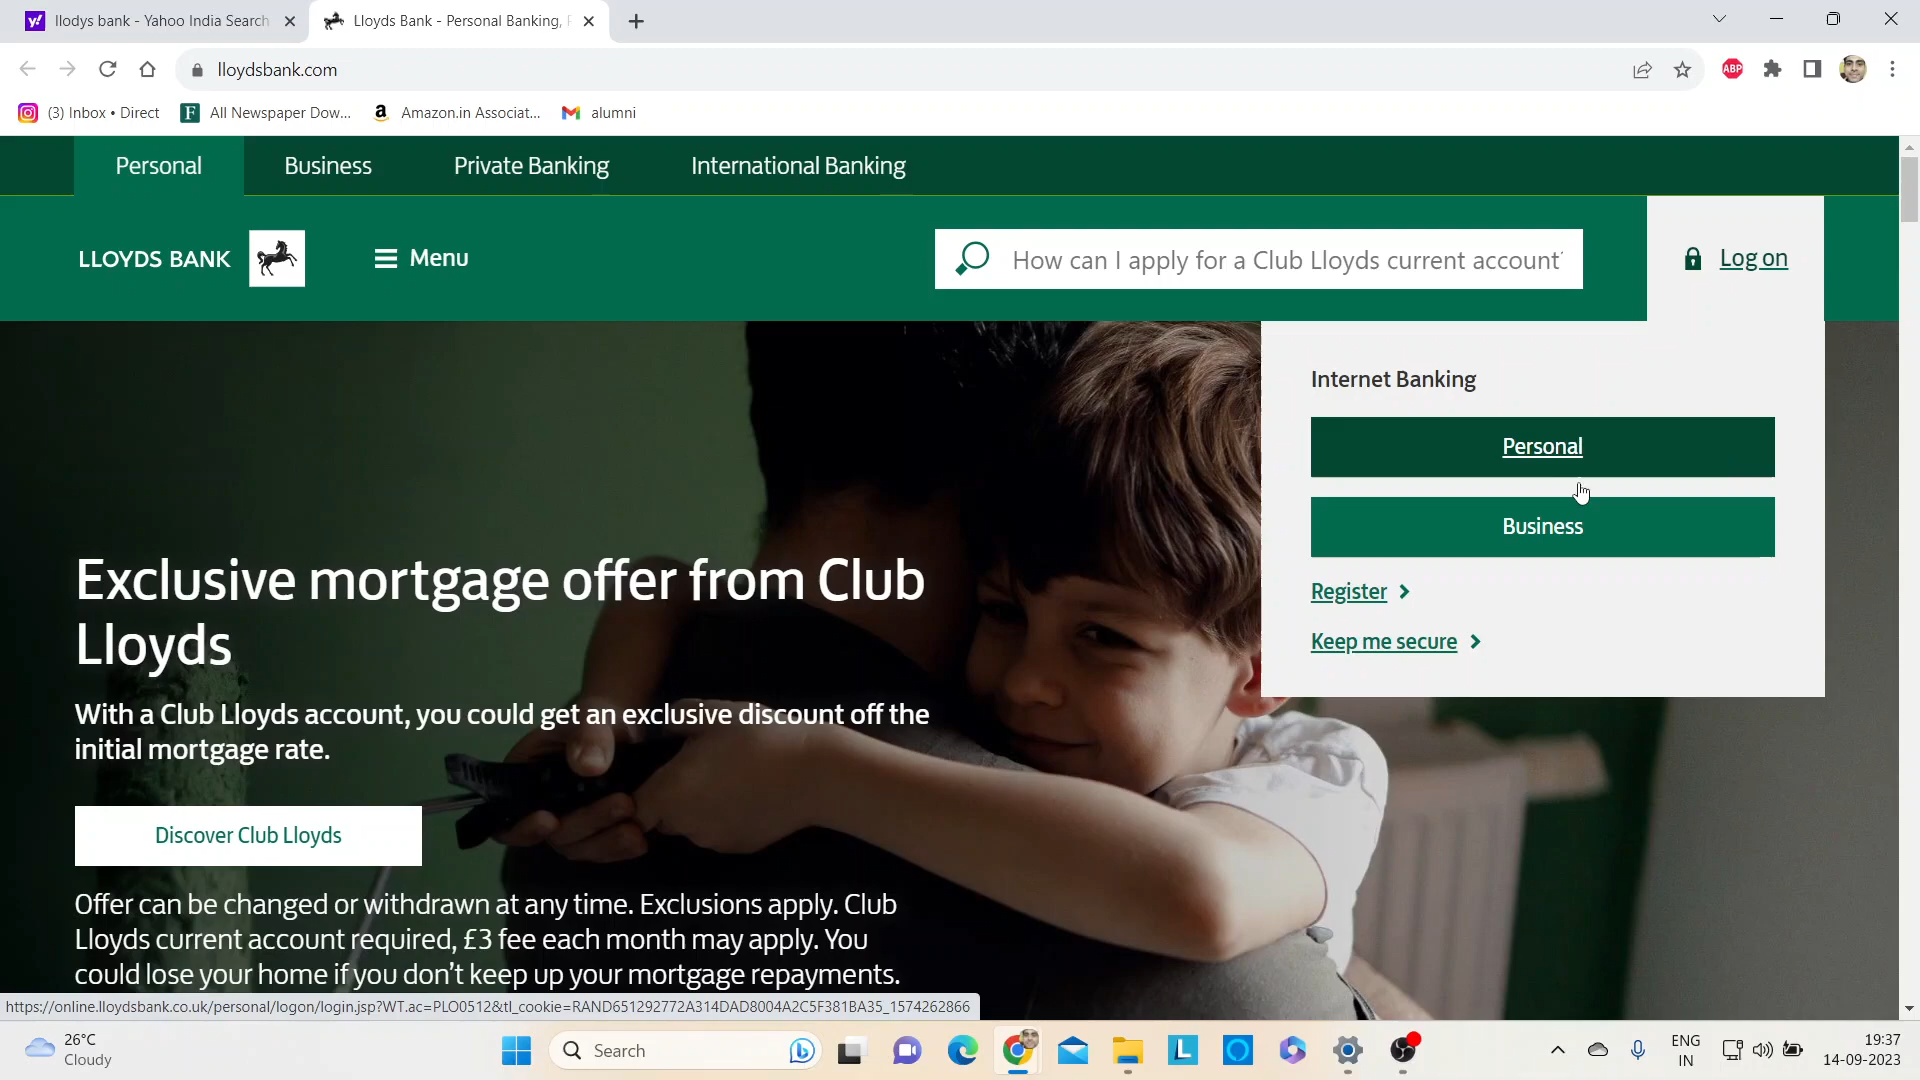 llodys bank - Yahoo India Search
Lloyds Bank - Personal Banking,
lloydsbank.com
ABP
(3) Inbox • Direct
All Newspaper Dow...
Amazon.in Associat...
alumni
Personal
Business
Private Banking
International Banking
LLOYDS BANK
Menu
How can I apply for a Club Lloyds current account?
Log on
Internet Banking
Personal
Business
Register
Keep me secure
Exclusive mortgage offer from Club
Lloyds
With a Club Lloyds account, you could get an exclusive discount off the
initial mortgage rate.
Discover Club Lloyds
Offer can be changed or withdrawn at any time. Exclusions apply. Club
Lloyds current account required, £3 fee each month may apply. You
could lose your home if you don't keep up your mortgage repayments.
https://online.lloydsbank.co.uk/personal/logon/login.jsp?WT.ac=PLO0512&tl_cookie=RAND651292772A314DAD8004A2C5F381BA35_1574262866
26°C
Cloudy
Search
ENG
IN
19:37
14-09-2023